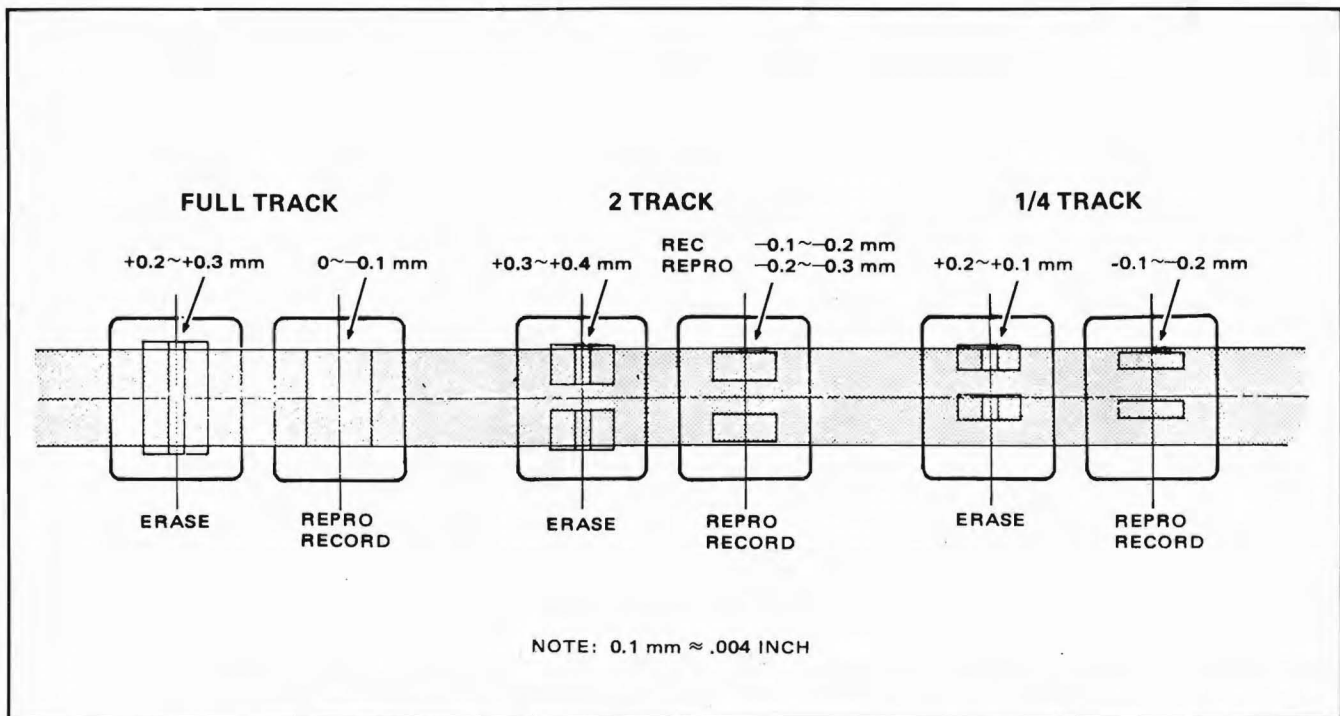 FULL TRACK
+0.2~+0.3 mm
0~-0.1 mm
ERASE
REPRO
RECORD
2 TRACK
+0.3~+0.4 mm
REC -0.1~-0.2 mm
REPRO -0.2~-0.3 mm
ERASE
REPRO
RECORD
1/4 TRACK
+0.2~+0.1 mm
-0.1~-0.2 mm
ERASE
REPRO
RECORD
NOTE: 0.1 mm ≈ .004 INCH